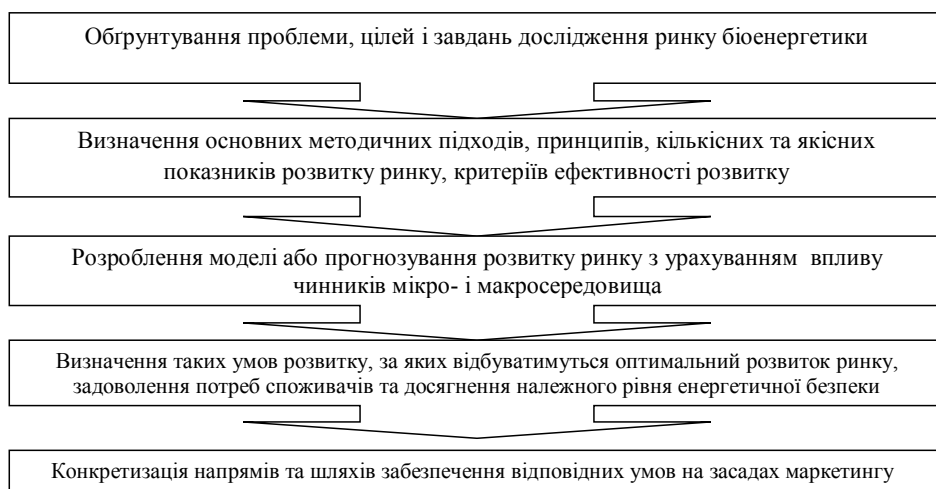 Обґрунтування проблеми, цілей і завдань дослідження ринку біоенергетики
Визначення основних методичних підходів, принципів, кількісних та якісних
показників розвитку ринку, критеріїв ефективності розвитку
Розроблення моделі або прогнозування розвитку ринку з урахуванням впливу
чинників мікро- і макросередовища
Визначення таких умов розвитку, за яких відбуватимуться оптимальний розвиток ринку,
задоволення потреб споживачів та досягнення належного рівня енергетичної безпеки
Конкретизація напрямів та шляхів забезпечення відповідних умов на засадах маркетингу